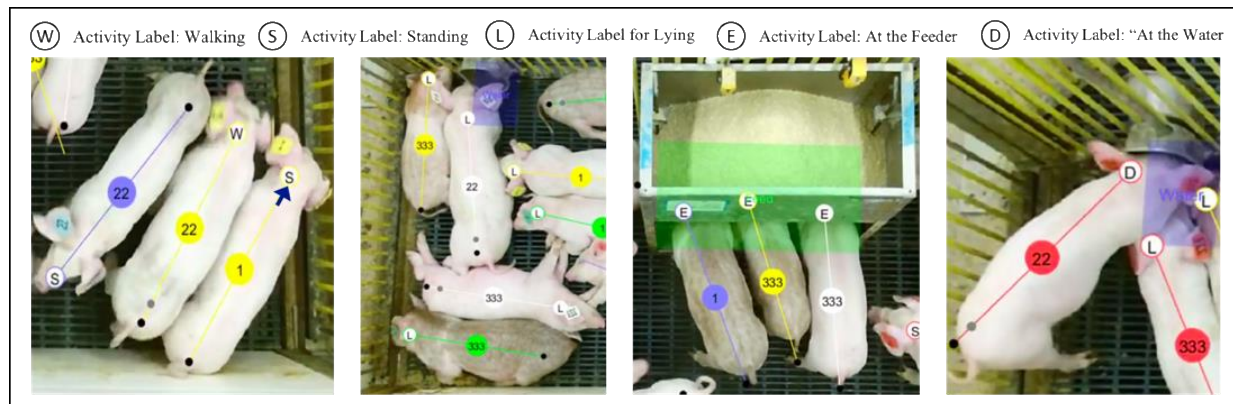 W Activity Label: Walking S Activity Label: Standing L Activity Label for Lying E Activity Label: At the Feeder D Activity Label: “At the Water
33
W
22
S
22
S
1
L
333
L
22
L
1
L
333
L
L
333
E
E
E
1
333
333
S
D
Water
L
22
L
333